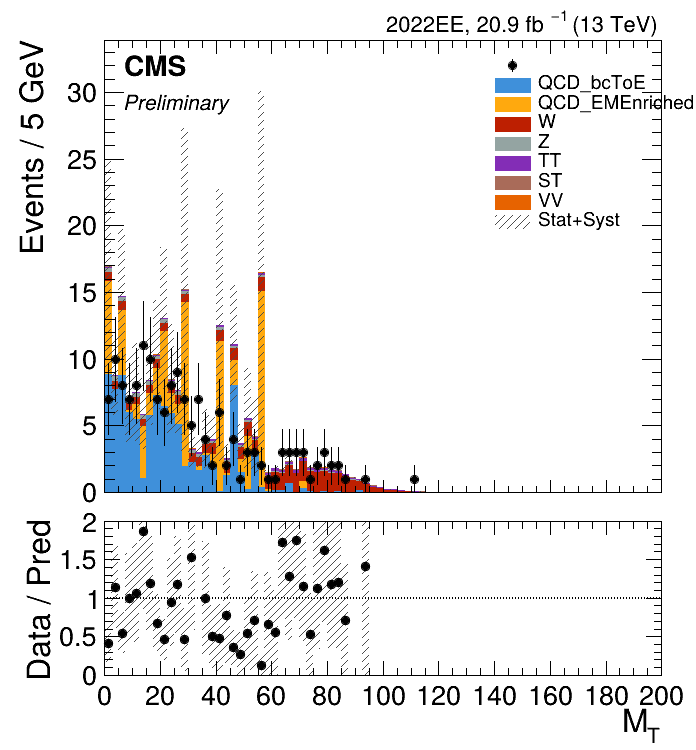 2022EE, 20.9 fb⁻¹ (13 TeV)
CMS
Preliminary
QCD_bcToE
QCD_EMEnriched
W
Z
TT
ST
VV
Stat+Syst
Events / 5 GeV
30
25
20
15
10
5
0
Data / Pred
2
1.5
1
0.5
0
0 20 40 60 80 100 120 140 160 180 200
M_T